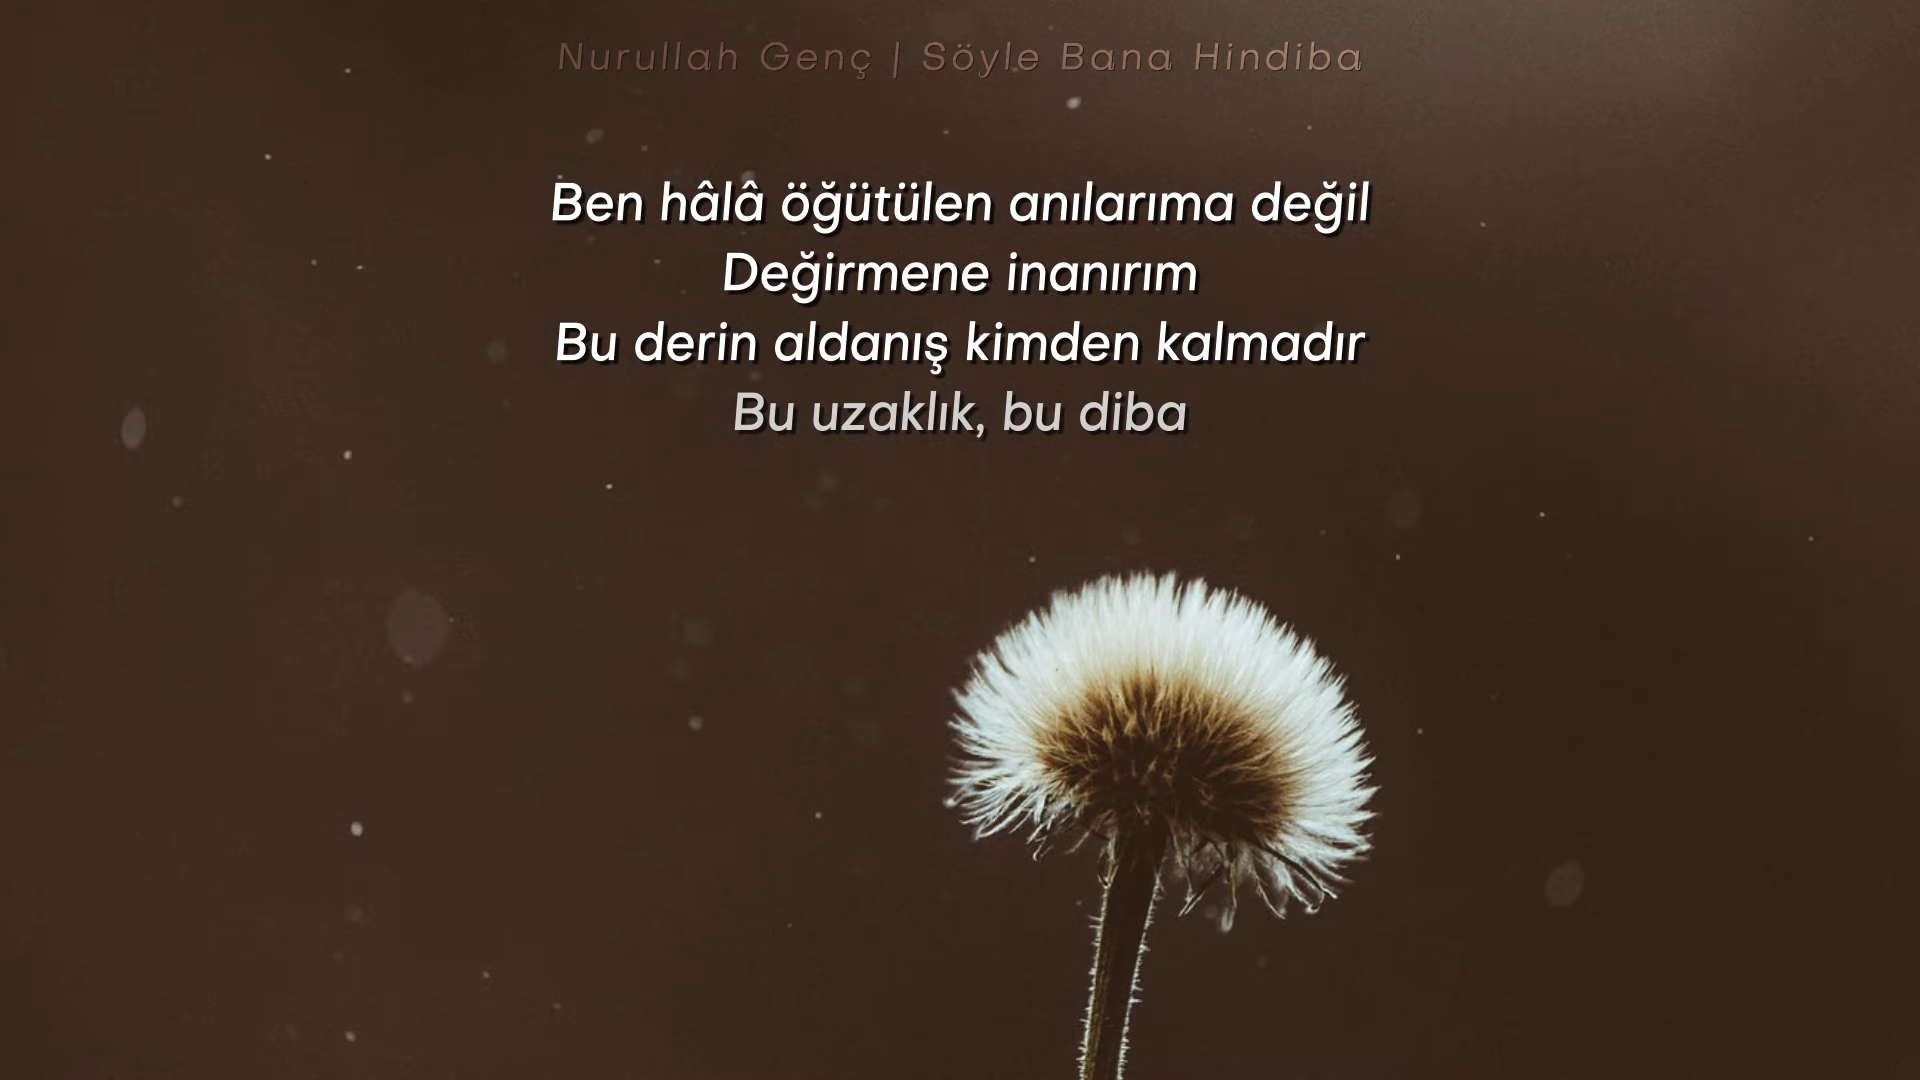 Nurullah Genç | Söyle Bana Hindiba
Ben hâlâ öğütülen anılarıma değil
Değirmene inanırım
Bu derin aldanış kimden kalmadır
Bu uzaklık, bu diba